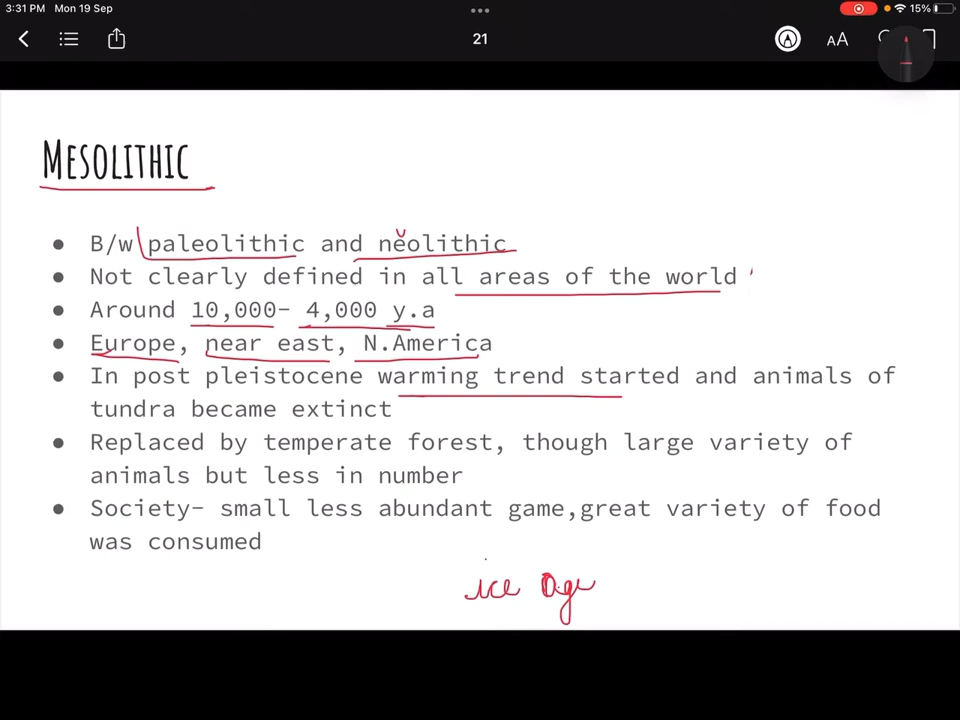 3:31 PM Mon 19 Sep
15%
21
AA
MESOLITHIC
● B/w paleolithic and neolithic
● Not clearly defined in all areas of the world
● Around 10,000- 4,000 y.a
● Europe, near east, N.America
● In post pleistocene warming trend started and animals of
tundra became extinct
● Replaced by temperate forest, though large variety of
animals but less in number
● Society- small less abundant game,great variety of food
was consumed
ice age